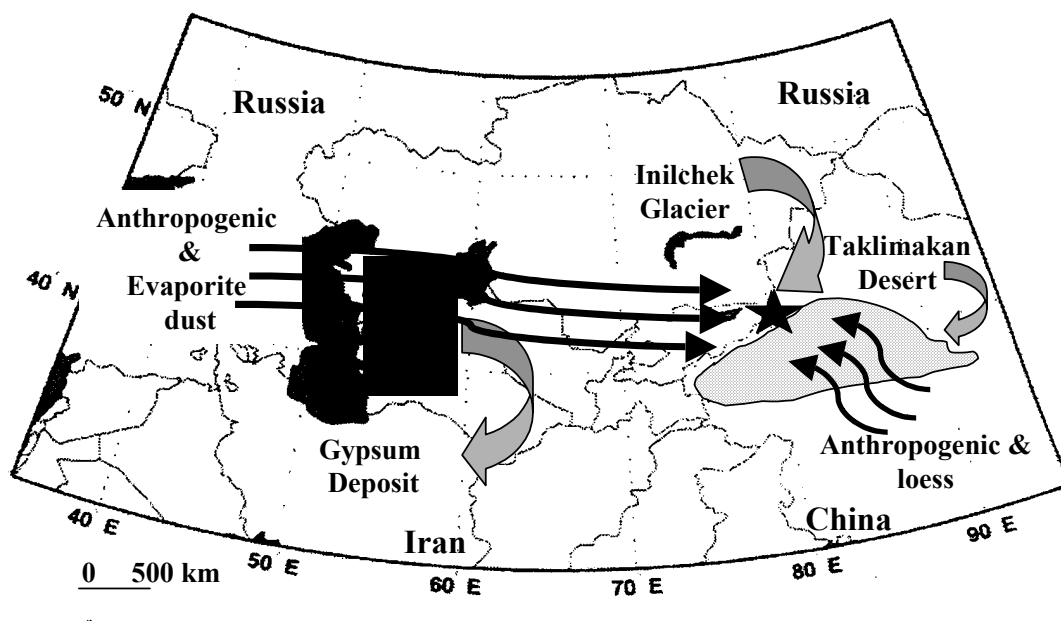 50 N
Russia
Russia
Inilchek
Glacier
Anthropogenic
&
Evaporite
dust
Taklimakan
Desert
40 N
40 N
Gypsum
Deposit
Anthropogenic &
loess
Iran
China
40 E
50 E
60 E
70 E
80 E
90 E
0 500 km